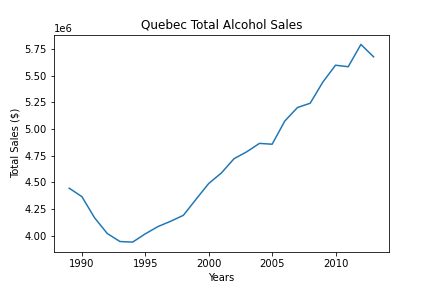 Quebec Total Alcohol Sales
1e6
5.75
5.50
5.25
5.00
4.75
4.50
4.25
4.00
Total Sales ($)
1990 1995 2000 2005 2010
Years